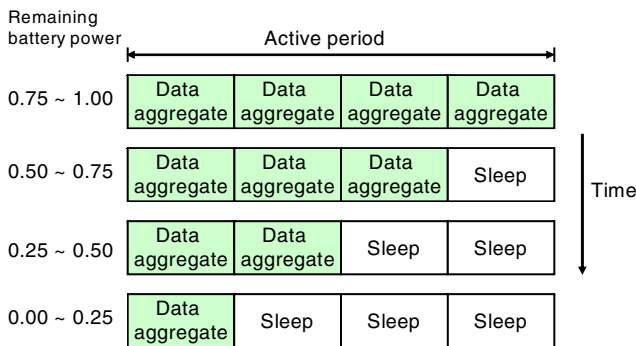 Remaining
battery power
Active period
0.75 ~ 1.00
Data aggregate
Data aggregate
Data aggregate
Data aggregate
0.50 ~ 0.75
Data aggregate
Data aggregate
Data aggregate
Sleep
Time
0.25 ~ 0.50
Data aggregate
Data aggregate
Sleep
Sleep
0.00 ~ 0.25
Data aggregate
Sleep
Sleep
Sleep